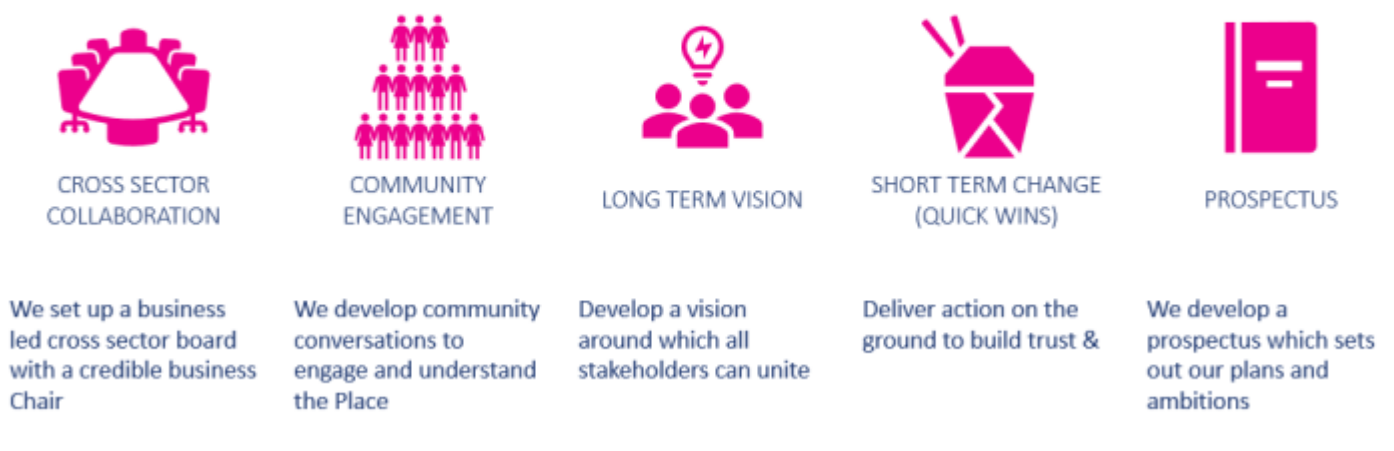 CROSS SECTOR
COLLABORATION
COMMUNITY
ENGAGEMENT
LONG TERM VISION
SHORT TERM CHANGE
(QUICK WINS)
PROSPECTUS
We set up a business
led cross sector board
with a credible business
Chair
We develop community
conversations to
engage and understand
the Place
Develop a vision
around which all
stakeholders can unite
Deliver action on the
ground to build trust &
We develop a
prospectus which sets
out our plans and
ambitions